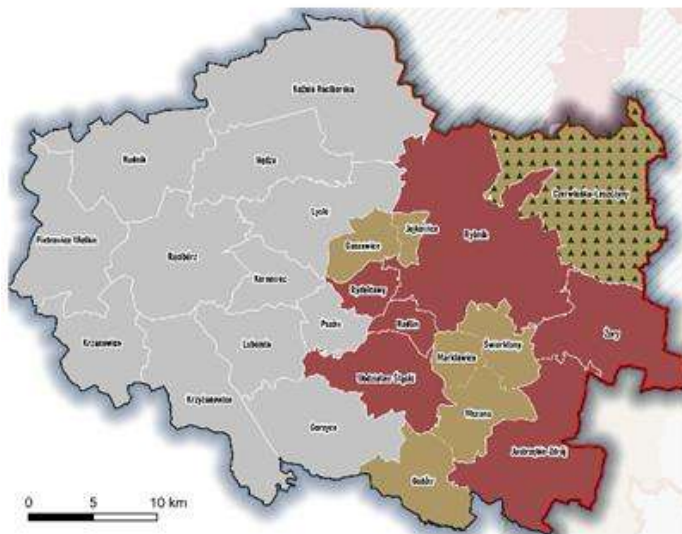 Kuźnia Raciborska
Rudnik
Nędza
Czerwionka-Leszczyny
Lyski
Jejkowice
Rybnik
Pietrowice Wielkie
Gaszowice
Racibórz
Kornowac
Rydułtowy
Pszów
Radlin
Żory
Krzanowice
Lubomia
Świerklany
Marklowice
Wodzisław Śląski
Krzyżanowice
Mszana
Gorzyce
Jastrzębie-Zdrój
Godów
0 5 10 km